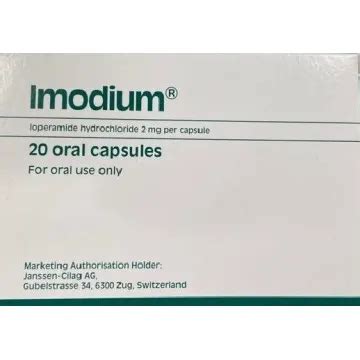 Imodium®
loperamide hydrochloride 2 mg per capsule
20 oral capsules
For oral use only
Marketing Authorisation Holder:
Janssen-Cilag AG,
Gubelstrasse 34, 6300 Zug, Switzerland